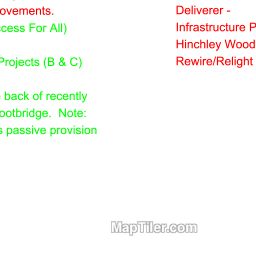 ovements.
cess For All)
Projects (B & C)
back of recently
ootbridge.  Note:
s passive provision
Deliverer -
Infrastructure P
Hinchley Wood
Rewire/Relight
MapTiler.com